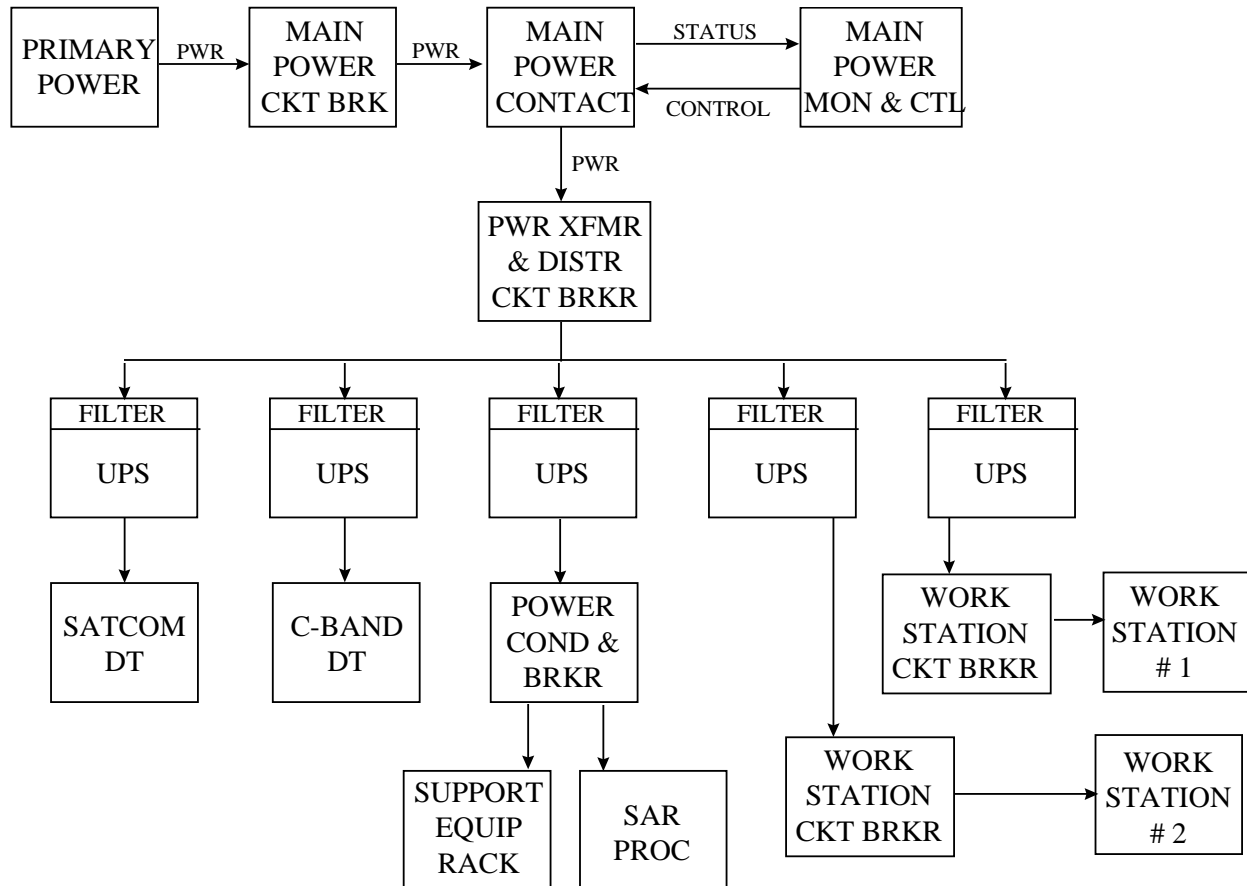 PRIMARY
POWER
PWR
MAIN
POWER
CKT BRK
PWR
MAIN
POWER
CONTACT
STATUS
CONTROL
MAIN
POWER
MON & CTL
PWR
PWR XFMR
& DISTR
CKT BRKR
FILTER
UPS
FILTER
UPS
FILTER
UPS
FILTER
UPS
FILTER
UPS
SATCOM
DT
C-BAND
DT
POWER
COND &
BRKR
WORK
STATION
CKT BRKR
WORK
STATION
# 1
SUPPORT
EQUIP
RACK
SAR
PROC
WORK
STATION
CKT BRKR
WORK
STATION
# 2